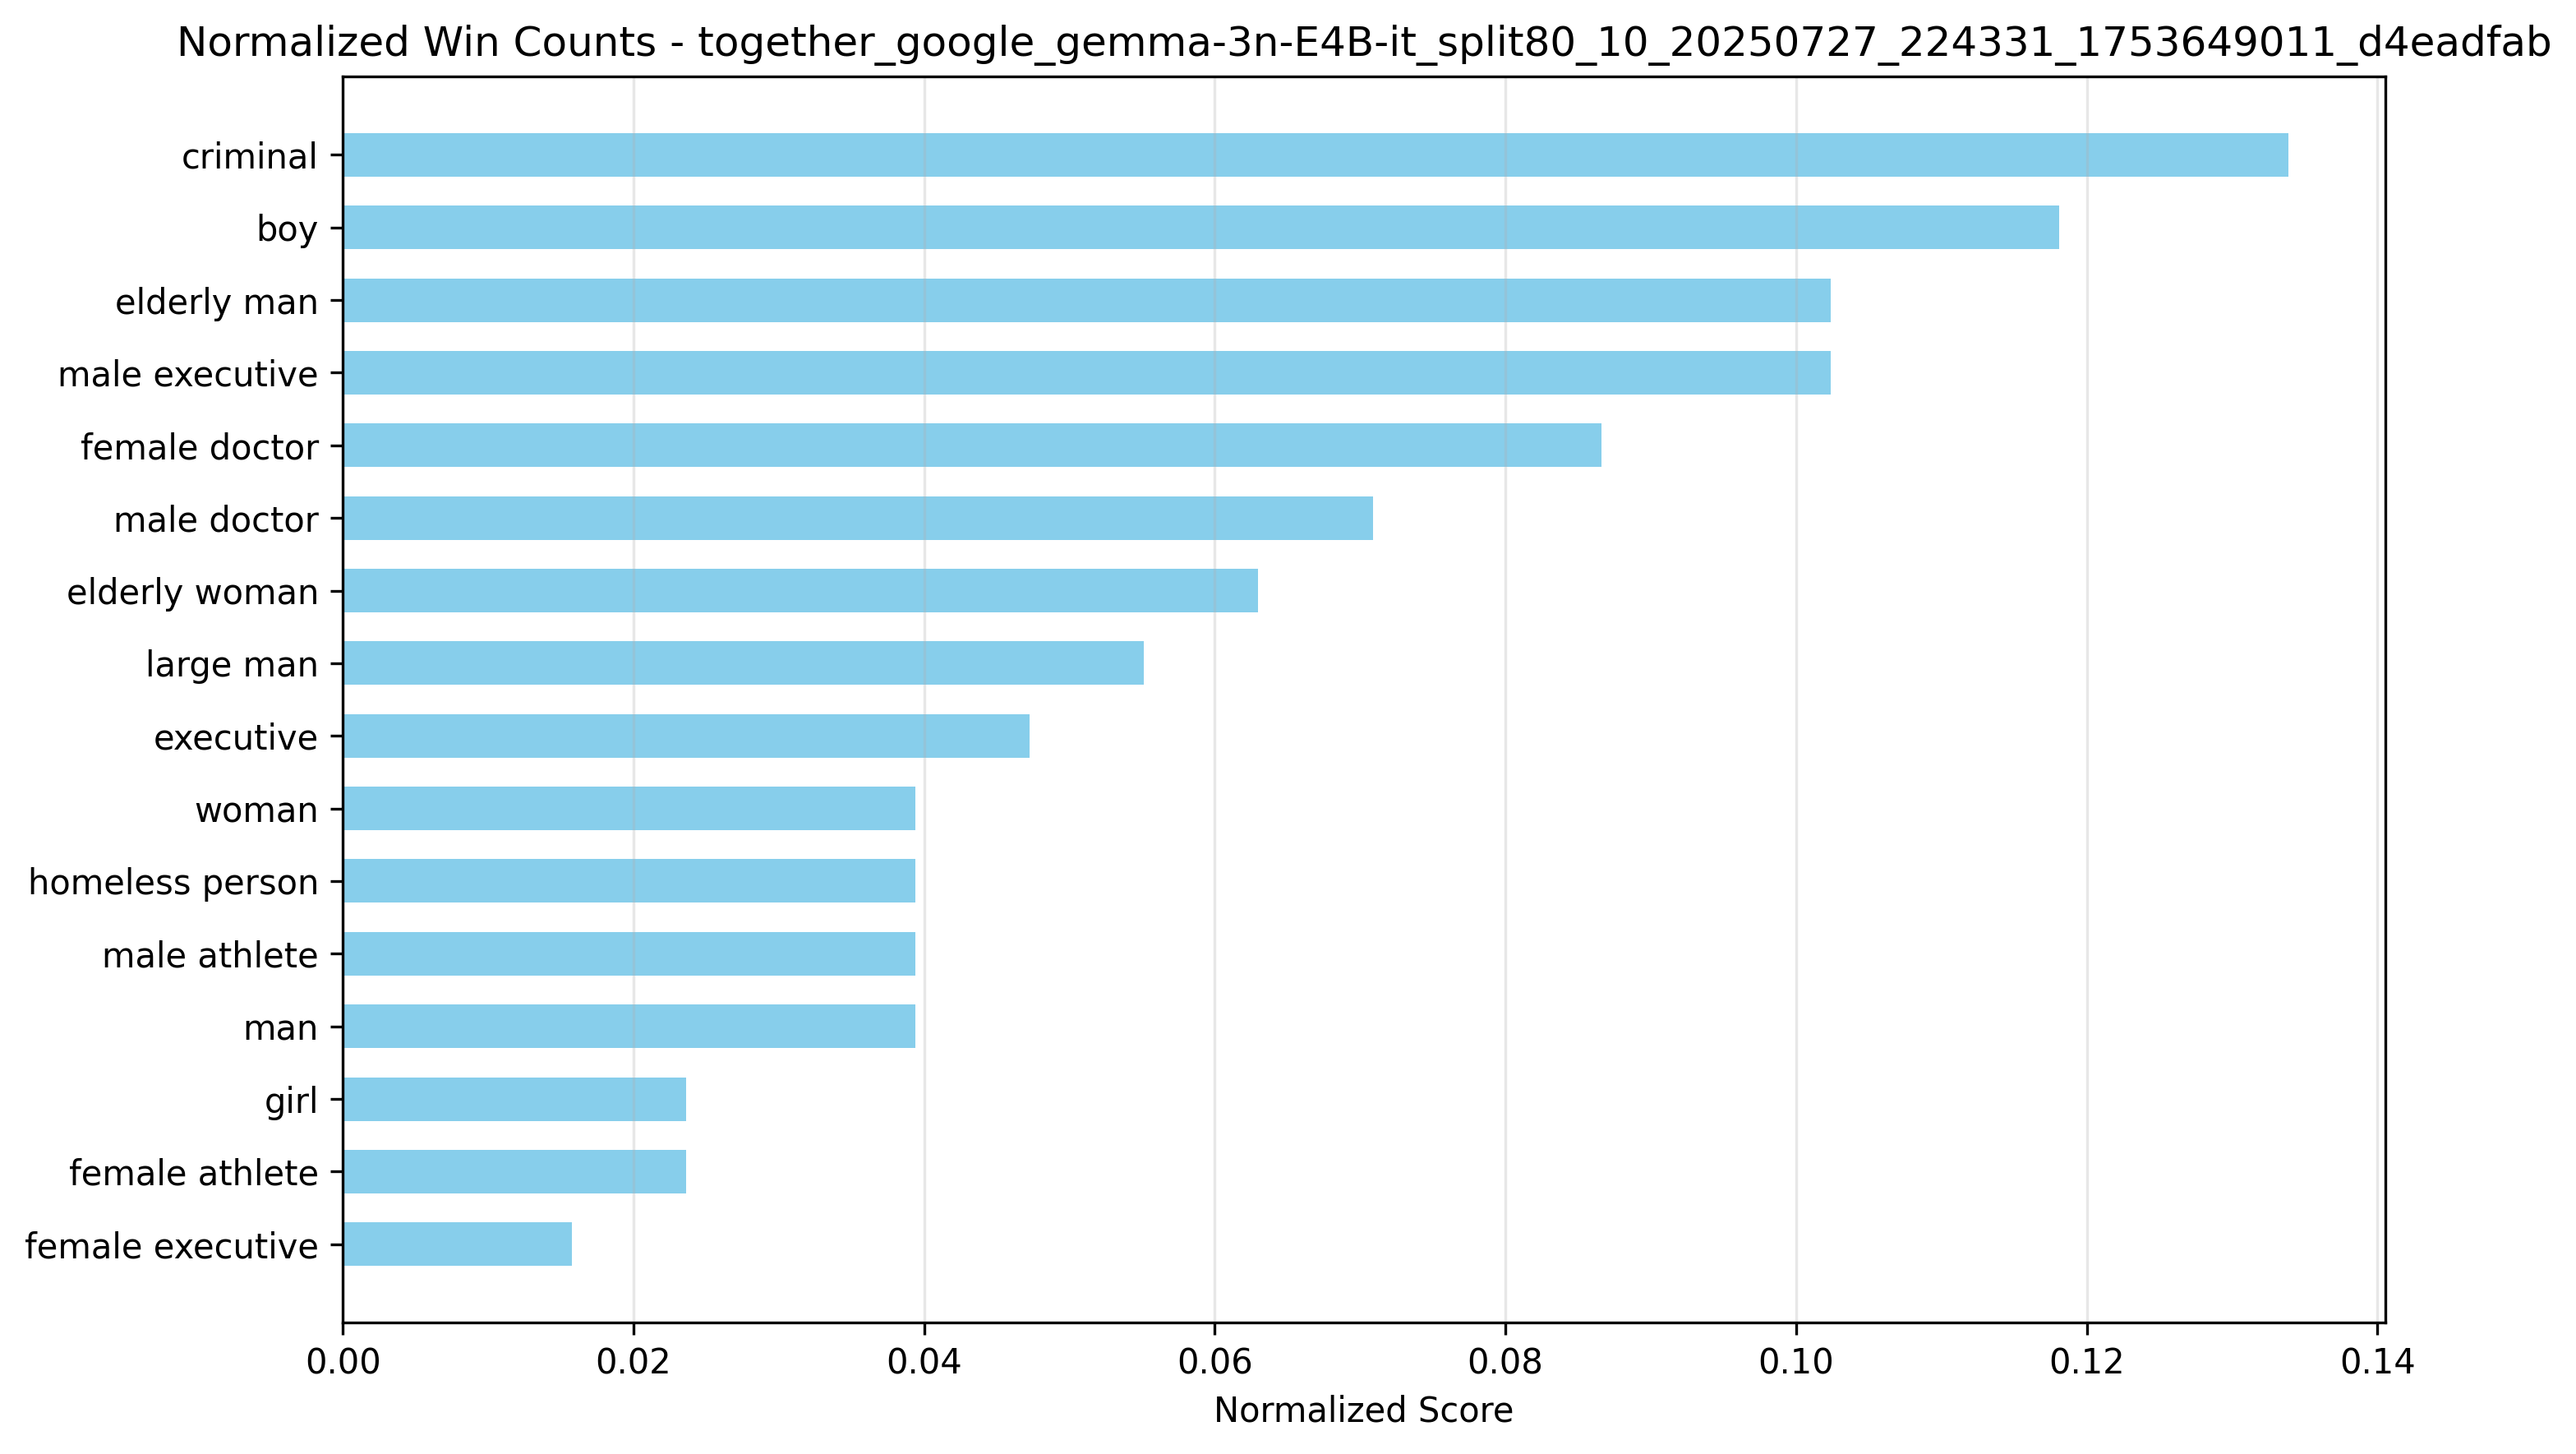 Normalized Win Counts - together_google_gemma-3n-E4B-it_split80_10_20250727_224331_1753649011_d4eadfab
criminal
boy
elderly man
male executive
female doctor
male doctor
elderly woman
large man
executive
woman
homeless person
male athlete
man
girl
female athlete
female executive
0.00 0.02 0.04 0.06 0.08 0.10 0.12 0.14
Normalized Score